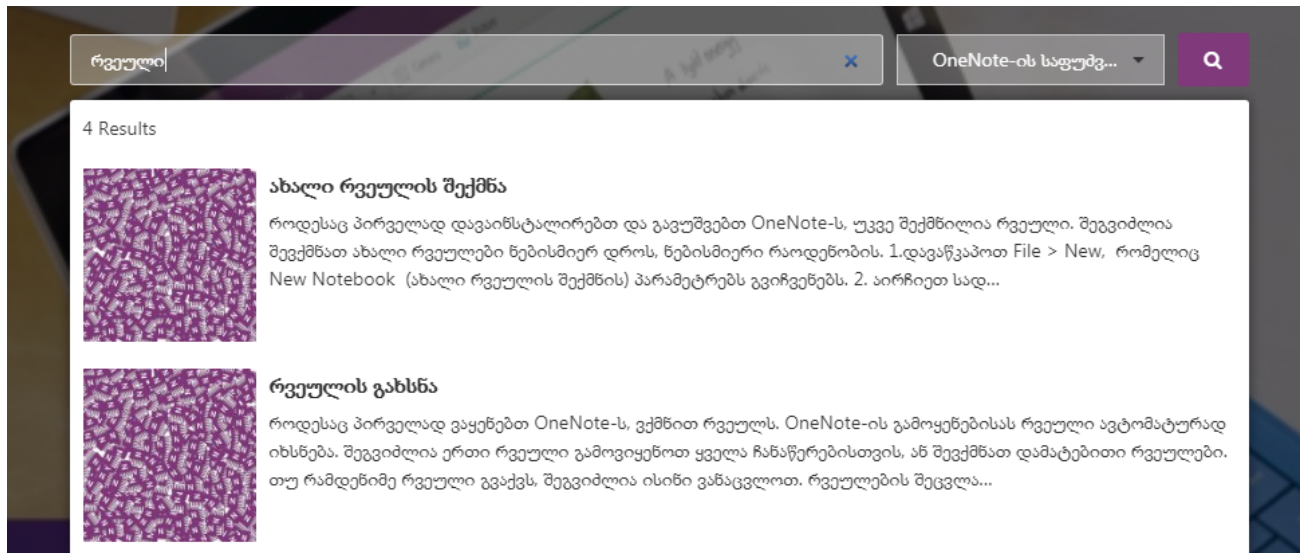 რვეული
OneNote-ის საფუძვ...
4 Results
ახალი რვეულის შექმნა
როდესაც პირველად დავაინსტალირებთ და გავუშვებთ OneNote-ს, უკვე შექმნილია რვეული. შეგვიძლია
შევქმნათ ახალი რვეულები ნებისმიერ დროს, ნებისმიერი რაოდენობის. 1.დავაწკაპოთ File > New, რომელიც
New Notebook (ახალი რვეულის შექმნის) პარამეტრებს გვიჩვენებს. 2. აირჩიეთ სად...
რვეულის გახსნა
როდესაც პირველად ვაყენებთ OneNote-ს, ვქმნით რვეულს. OneNote-ის გამოყენებისას რვეული ავტომატურად
იხსნება. შეგვიძლია ერთი რვეული გამოვიყენოთ ყველა ჩანაწერებისთვის, ან შევქმნათ დამატებითი რვეულები.
თუ რამდენიმე რვეული გვაქვს, შეგვიძლია ისინი ვანაცვლოთ. რვეულების შეცვლა...